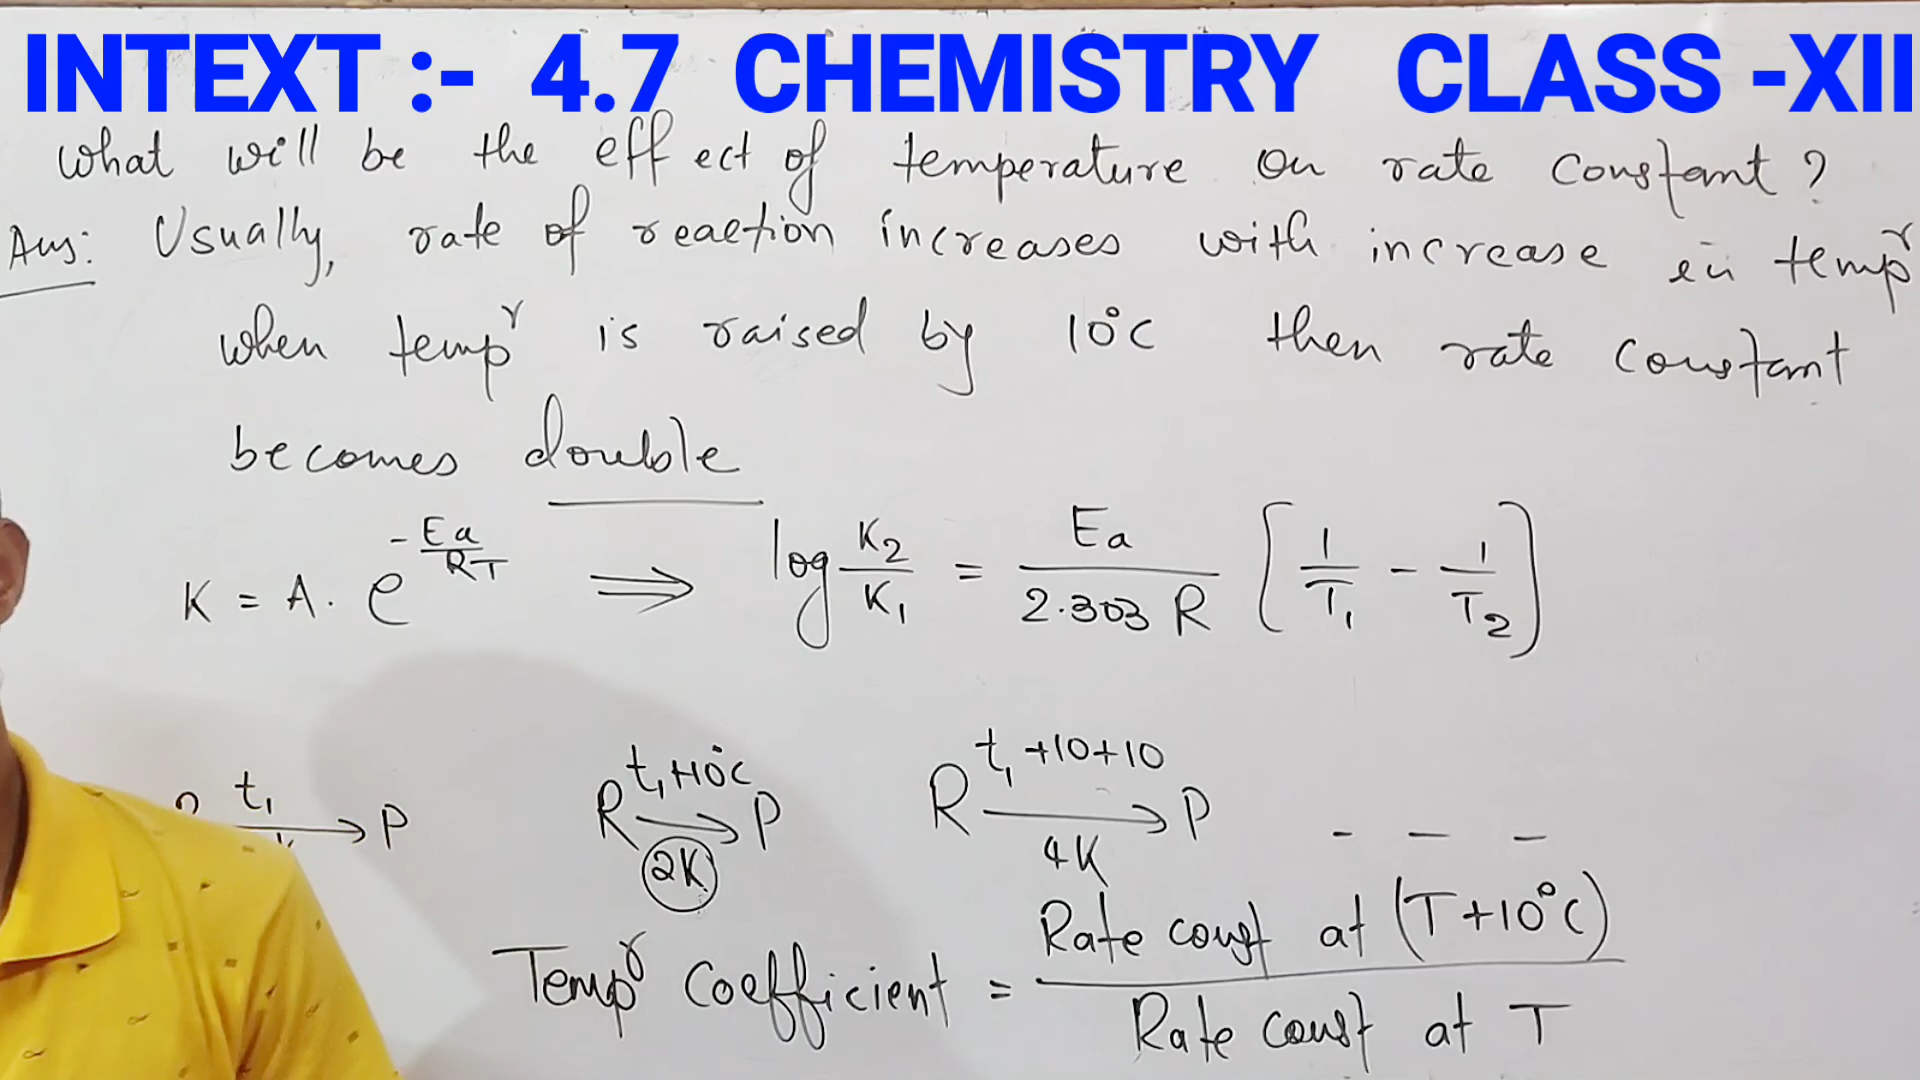 INTEXT :- 4.7 CHEMISTRY CLASS -XII
What will be the effect of temperature on rate constant?
Ans: Usually, rate of reaction increases with increase in tempr
when tempr is raised by 10°C then rate constant
becomes double
K = A. e^(-Ea/RT) ⟹ log K2/K1 = Ea/2.303 R [1/T1 - 1/T2]
t1 → P
R t1+10°C → P 2K
R t1+10+10 → P 4K - - -
Tempr Coefficient = Rate const at (T+10°C) / Rate const at T